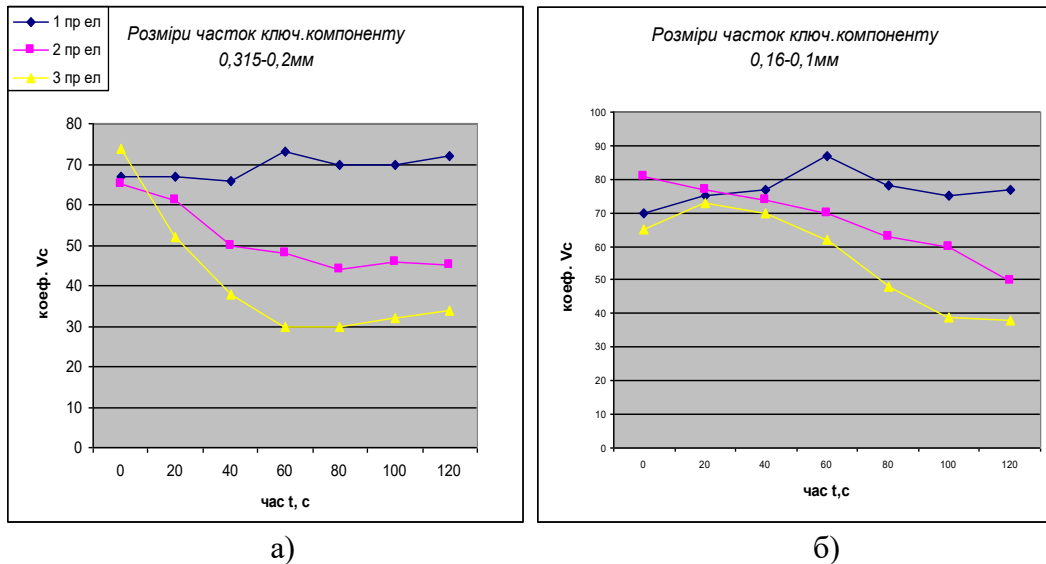 1 пр ел
2 пр ел
3 пр ел
Розміри часток ключ.компоненту
0,315-0,2мм
80
70
60
50
40
30
20
10
0
коеф. Vc
0 20 40 60 80 100 120
час t, с
а)
Розміри часток ключ.компоненту
0,16-0,1мм
100
90
80
70
60
50
40
30
20
10
0
коеф. Vc
0 20 40 60 80 100 120
час t,с
б)